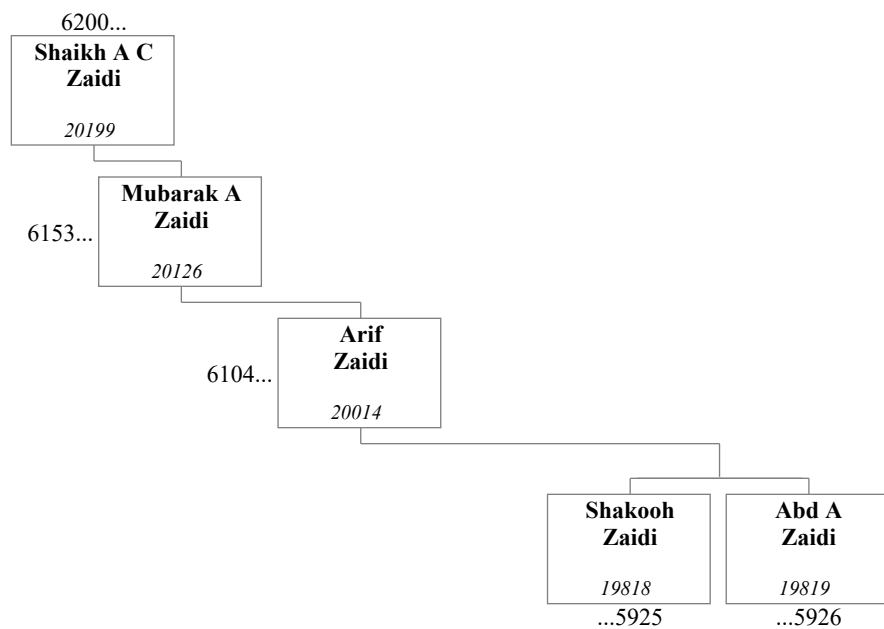 6200...
Shaikh A C
Zaidi
20199
Mubarak A
Zaidi
6153...
20126
Arif
Zaidi
6104...
20014
Shakooh
Zaidi
19818
...5925
Abd A
Zaidi
19819
...5926